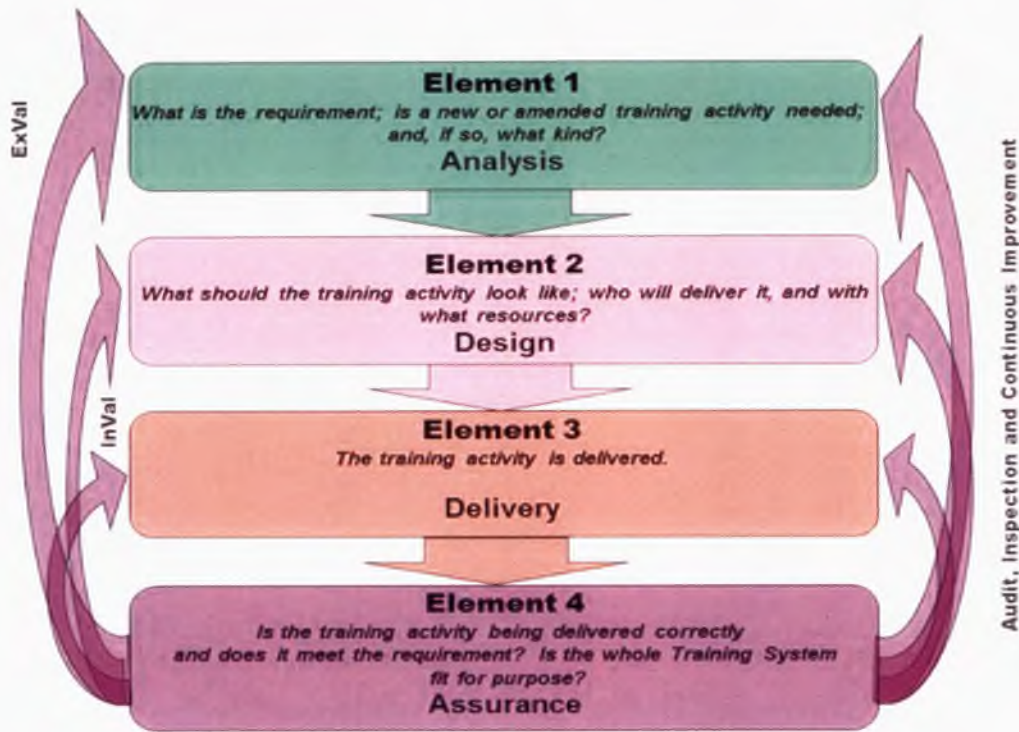 ExVal
Element 1
What is the requirement; is a new or amended training activity needed;
and, if so, what kind?
Analysis
Element 2
What should the training activity look like; who will deliver it, and with
what resources?
Design
InVal
Element 3
The training activity is delivered.
Delivery
Element 4
Is the training activity being delivered correctly
and does it meet the requirement? Is the whole Training System
fit for purpose?
Assurance
Audit, Inspection and Continuous Improvement